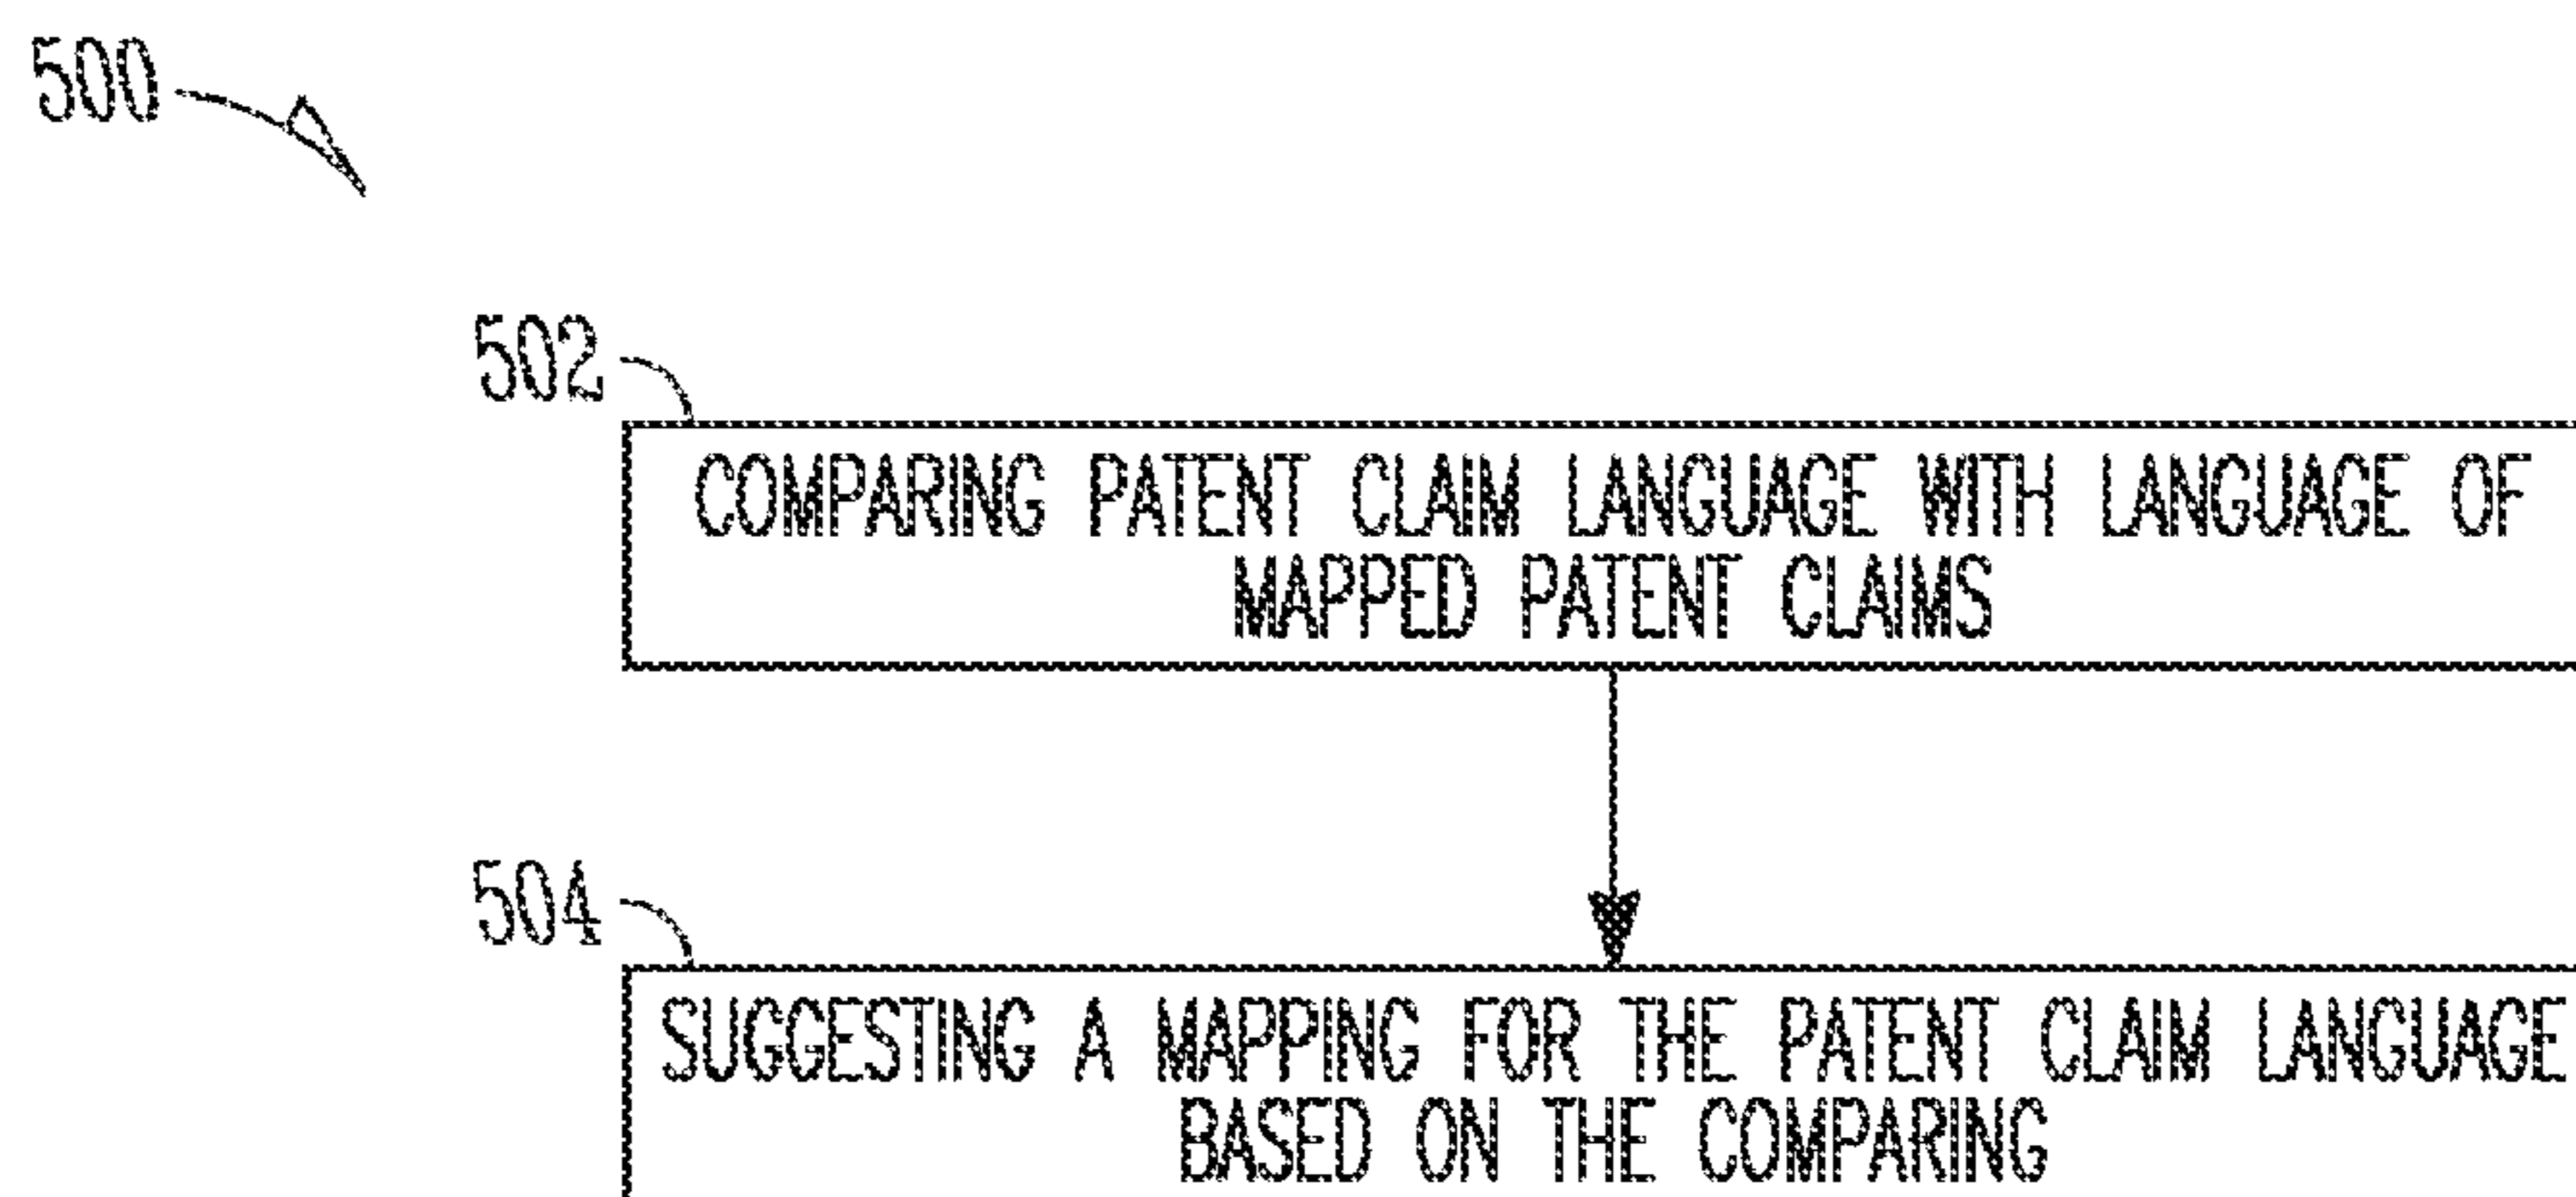 500
502
COMPARING PATENT CLAIM LANGUAGE WITH LANGUAGE OF
MAPPED PATENT CLAIMS
504
SUGGESTING A MAPPING FOR THE PATENT CLAIM LANGUAGE
BASED ON THE COMPARING